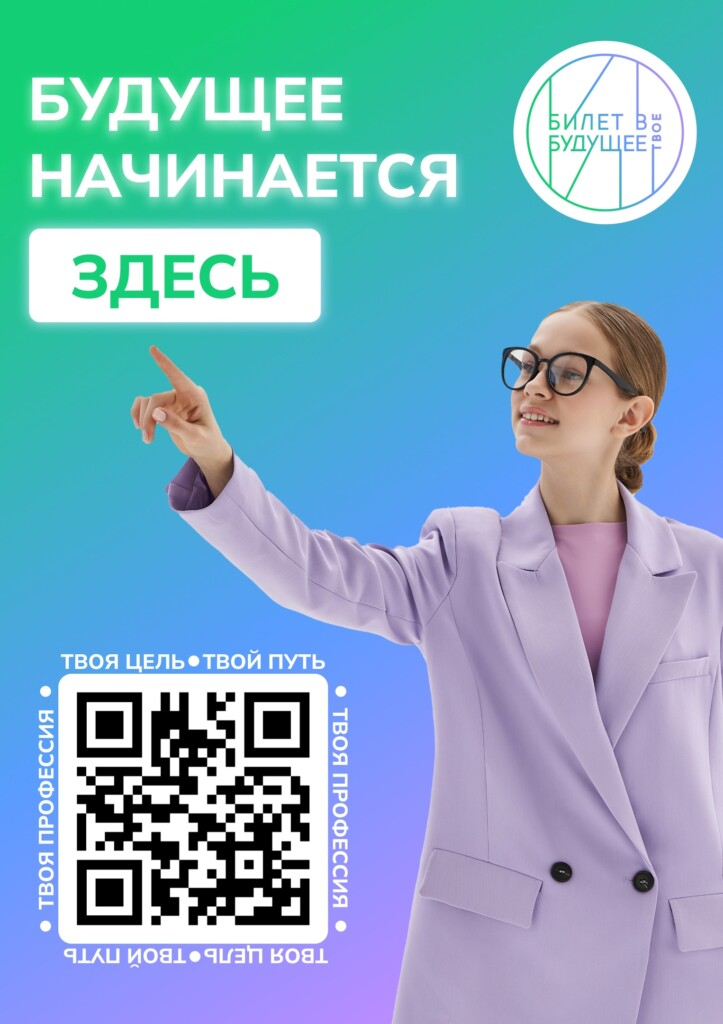 БУДУЩЕЕ
НАЧИНАЕТСЯ
ЗДЕСЬ
БИЛЕТ В
БУДУЩЕЕ
ТВОЕ
ТВОЯ ЦЕЛЬ•ТВОЙ ПУТЬ
• ТВОЯ ПРОФЕССИЯ •
• ТВОЯ ПРОФЕССИЯ •
ТВОЯ ЦЕЛЬ•ТВОЙ ПУТЬ